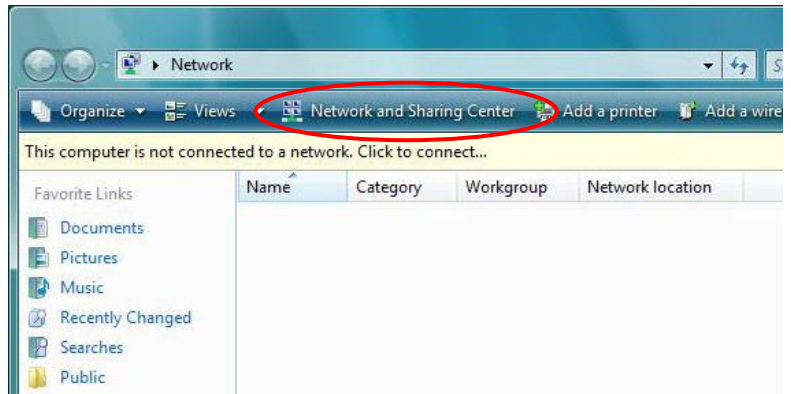 Network
Organize Views Network and Sharing Center Add a printer Add a wire
This computer is not connected to a network. Click to connect...
Favorite Links
Name Category Workgroup Network location
Documents
Pictures
Music
Recently Changed
Searches
Public